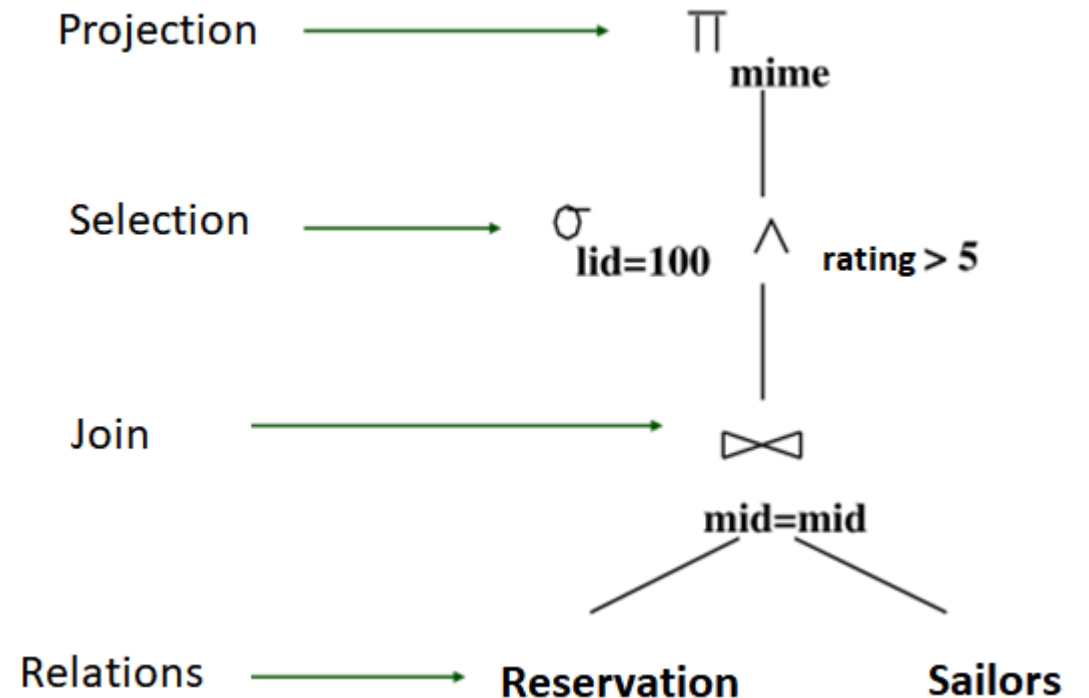 Projection
π
mime
Selection
σ lid=100 ∧ rating > 5
Join
⋈
mid=mid
Relations
Reservation
Sailors